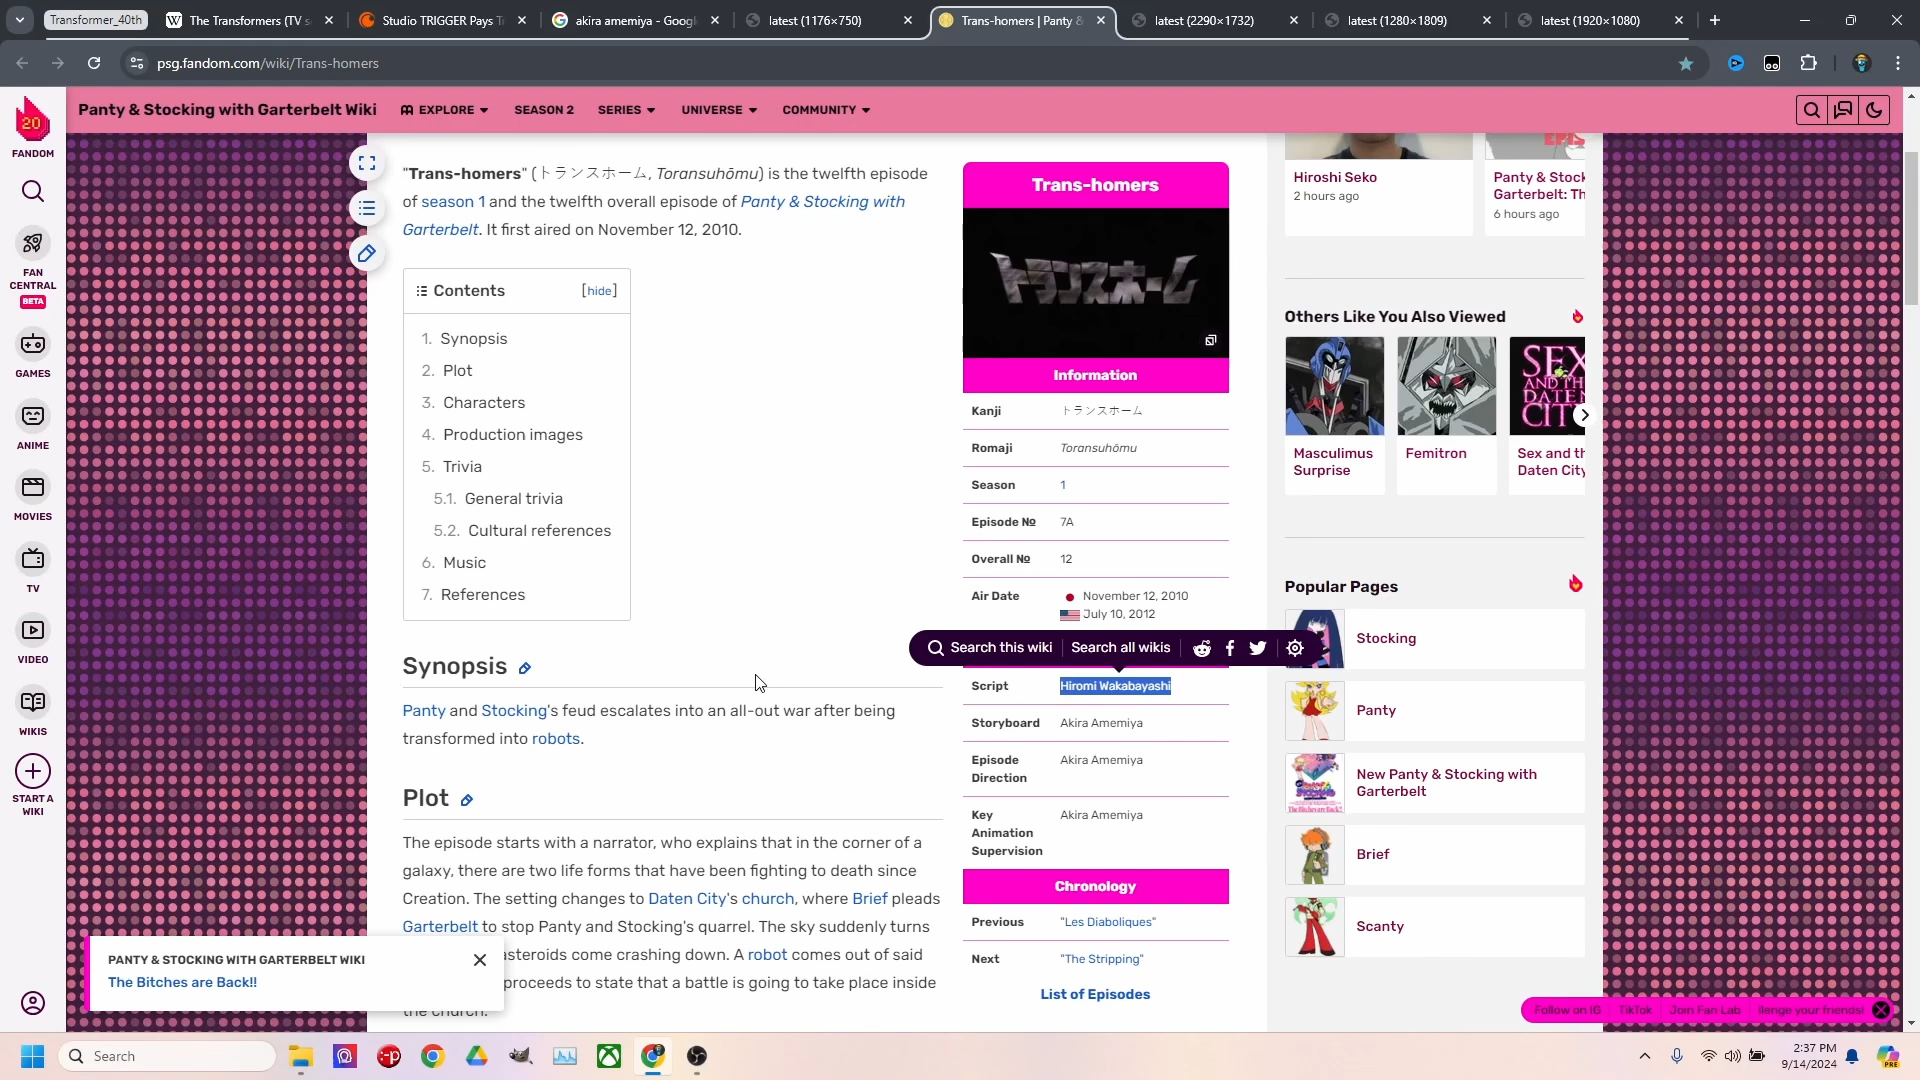 Transformer_40th
The Transformers (TV s
Studio TRIGGER Pays T
akira amemiya - Googl
latest (1176×750)
Trans-homers | Panty &
latest (2290×1732)
latest (1280×1809)
latest (1920×1080)
psg.fandom.com/wiki/Trans-homers
20
FANDOM
FAN
CENTRAL
BETA
GAMES
ANIME
MOVIES
TV
VIDEO
WIKIS
START A
WIKI
Panty & Stocking with Garterbelt Wiki
EXPLORE
SEASON 2
SERIES
UNIVERSE
COMMUNITY
"Trans-homers" (トランスホーム, Toransuhōmu) is the twelfth episode
of season 1 and the twelfth overall episode of Panty & Stocking with
Garterbelt. It first aired on November 12, 2010.
Contents [hide]
1. Synopsis
2. Plot
3. Characters
4. Production images
5. Trivia
5.1. General trivia
5.2. Cultural references
6. Music
7. References
Synopsis
Panty and Stocking's feud escalates into an all-out war after being
transformed into robots.
Plot
The episode starts with a narrator, who explains that in the corner of a
galaxy, there are two life forms that have been fighting to death since
Creation. The setting changes to Daten City's church, where Brief pleads
Garterbelt to stop Panty and Stocking's quarrel. The sky suddenly turns
asteroids come crashing down. A robot comes out of said
proceeds to state that a battle is going to take place inside
the church.
PANTY & STOCKING WITH GARTERBELT WIKI
The Bitches are Back!!
Trans-homers
トランスホーム
Information
Kanji トランスホーム
Romaji Toransuhōmu
Season 1
Episode № 7A
Overall № 12
Air Date November 12, 2010
July 10, 2012
Search this wiki Search all wikis
Script Hiromi Wakabayashi
Storyboard Akira Amemiya
Episode
Direction Akira Amemiya
Key
Animation
Supervision Akira Amemiya
Chronology
Previous "Les Diaboliques"
Next "The Stripping"
List of Episodes
Hiroshi Seko
2 hours ago
EPIS
Panty & Stock
Garterbelt: Th
6 hours ago
Others Like You Also Viewed
Masculimus
Surprise
Femitron
SEX
AND THE
DATEN
CITY
Sex and th
Daten City
Popular Pages
Stocking
Panty
New Panty & Stocking with
Garterbelt
Brief
Scanty
Follow on IG TikTok Join Fan Lab llenge your friends!
Search
PRE
2:37 PM
9/14/2024